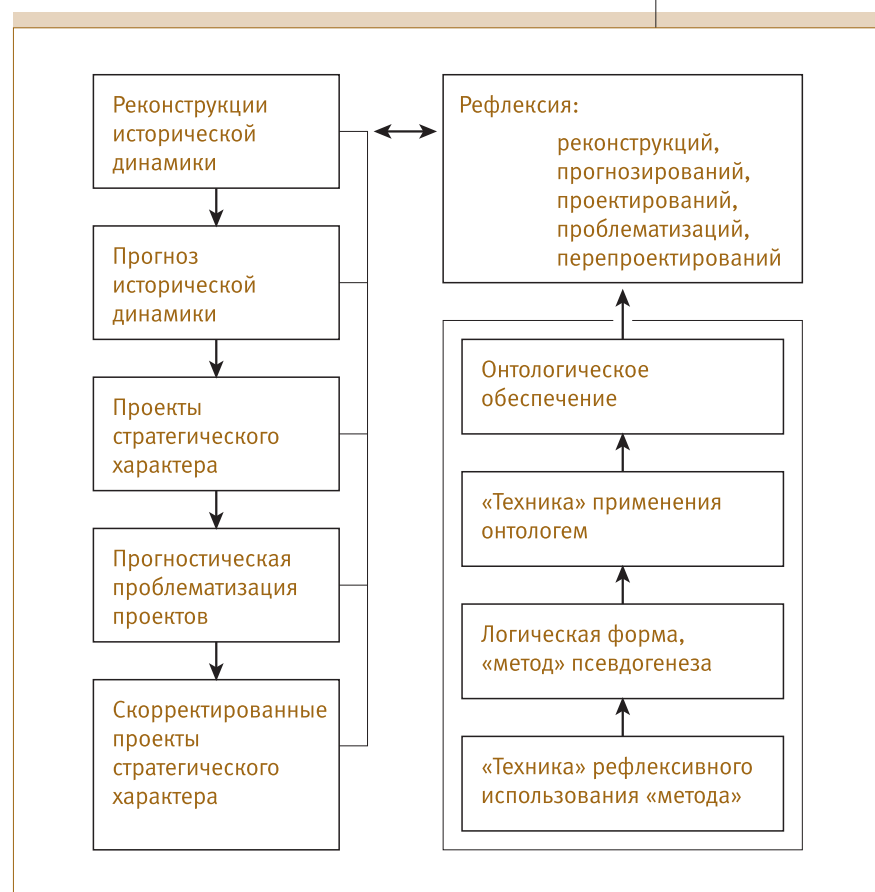 Реконструкции
исторической
динамики
Прогноз
исторической
динамики
Проекты
стратегического
характера
Прогностическая
проблематизация
проектов
Скорректированные
проекты
стратегического
характера
Рефлексия:
реконструкций,
прогнозирований,
проектирований,
проблематизаций,
перепроектирований
Онтологическое
обеспечение
«Техника» применения
онтологем
Логическая форма,
«метод» псевдогенеза
«Техника» рефлексивного
использования «метода»